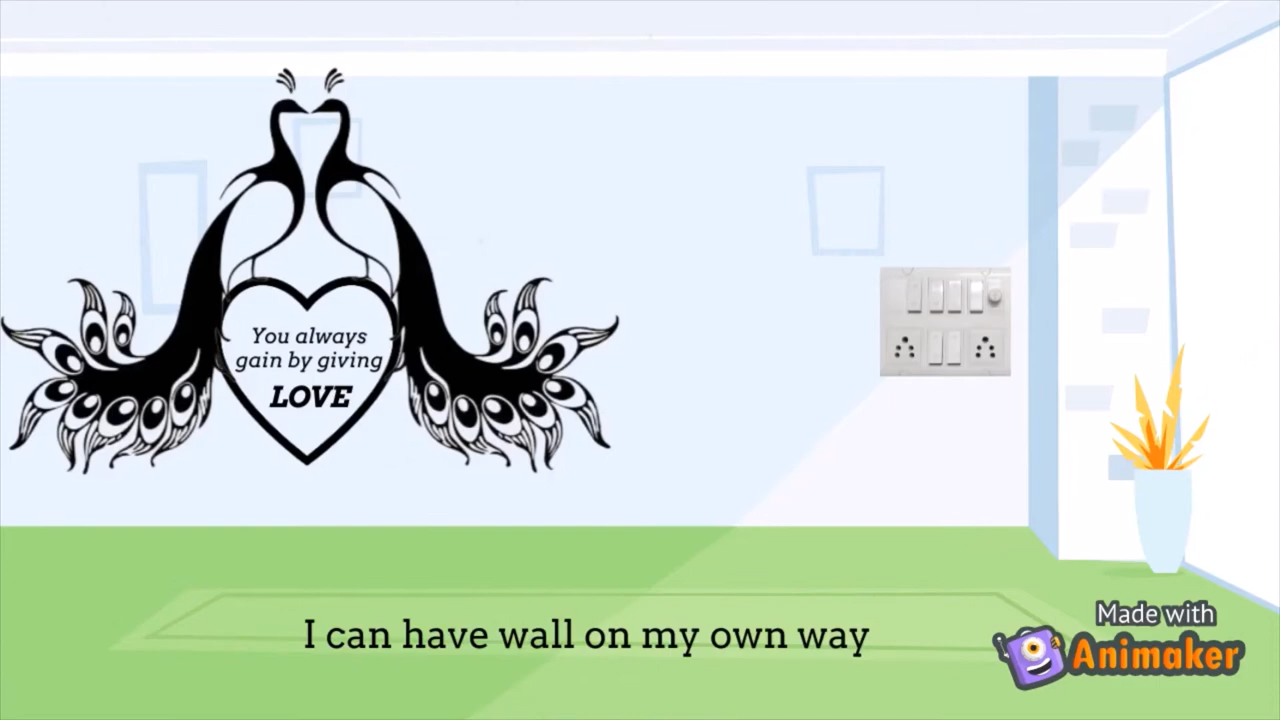 You always
gain by giving
LOVE
I can have wall on my own way
Made with
Animaker